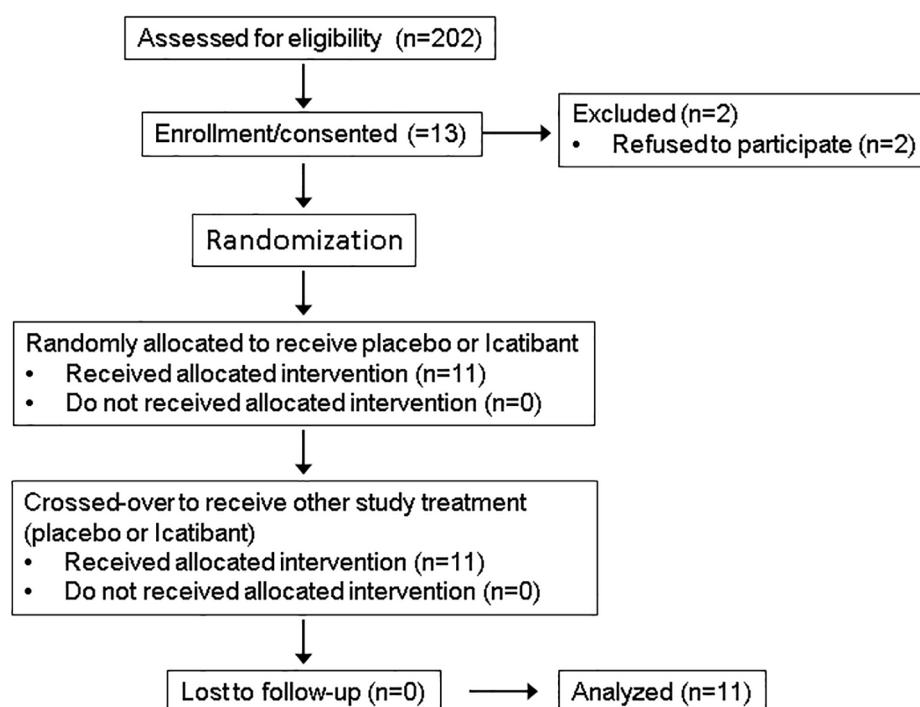 Assessed for eligibility (n=202)
Enrollment/consented (=13)
Excluded (n=2)
• Refused to participate (n=2)
Randomization
Randomly allocated to receive placebo or Icatibant
• Received allocated intervention (n=11)
• Do not received allocated intervention (n=0)
Crossed-over to receive other study treatment
(placebo or Icatibant)
• Received allocated intervention (n=11)
• Do not received allocated intervention (n=0)
Lost to follow-up (n=0)
Analyzed (n=11)